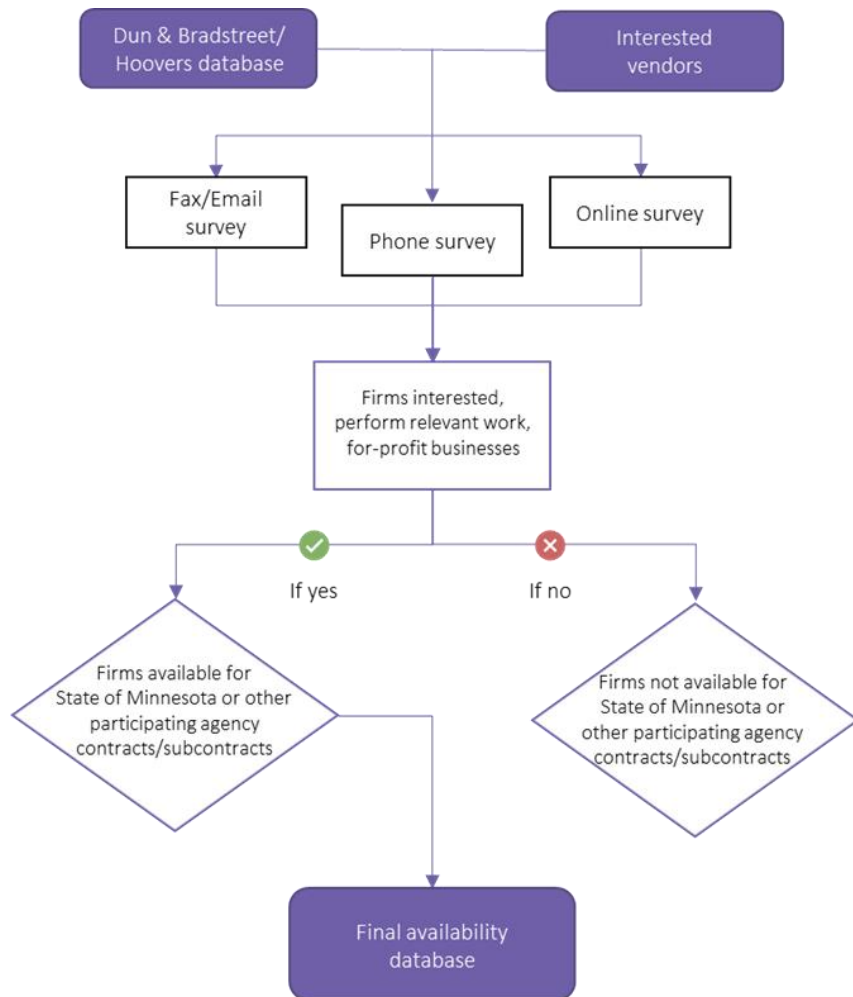 Dun & Bradstreet/
Hoovers database
Interested
vendors
Fax/Email
survey
Phone survey
Online survey
Firms interested,
perform relevant work,
for-profit businesses
If yes
If no
Firms available for
State of Minnesota or other
participating agency
contracts/subcontracts
Firms not available for
State of Minnesota or
other participating agency
contracts/subcontracts
Final availability
database